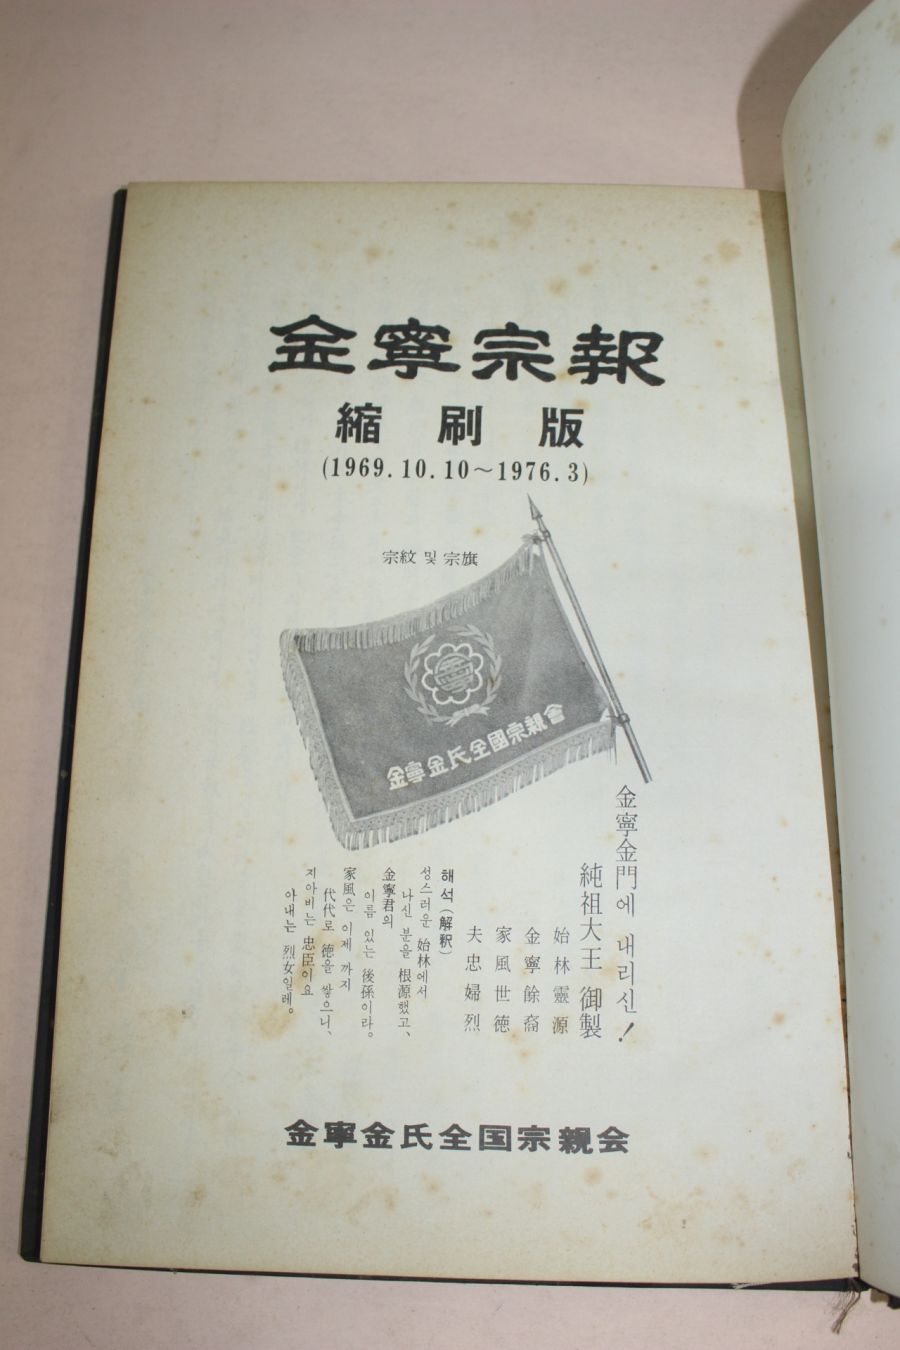 金寧宗報
縮刷版
(1969.10.10～1976.3)
宗紋 및 宗旗
寧
金寧金氏全國宗親會
金寧金門에 내리신!
純祖大王 御製
始林靈源
金寧餘裔
家風世徳
夫忠婦烈
해석(解釈)
성스러운 始林에서
나신 분을 根源했고、
金寧君의
이름 있는 後孫이라。
家風은 이제 까지
代代로 徳을 쌓으니、
지아비는 忠臣이요
아내는 烈女일레。
金寧金氏全国宗親会